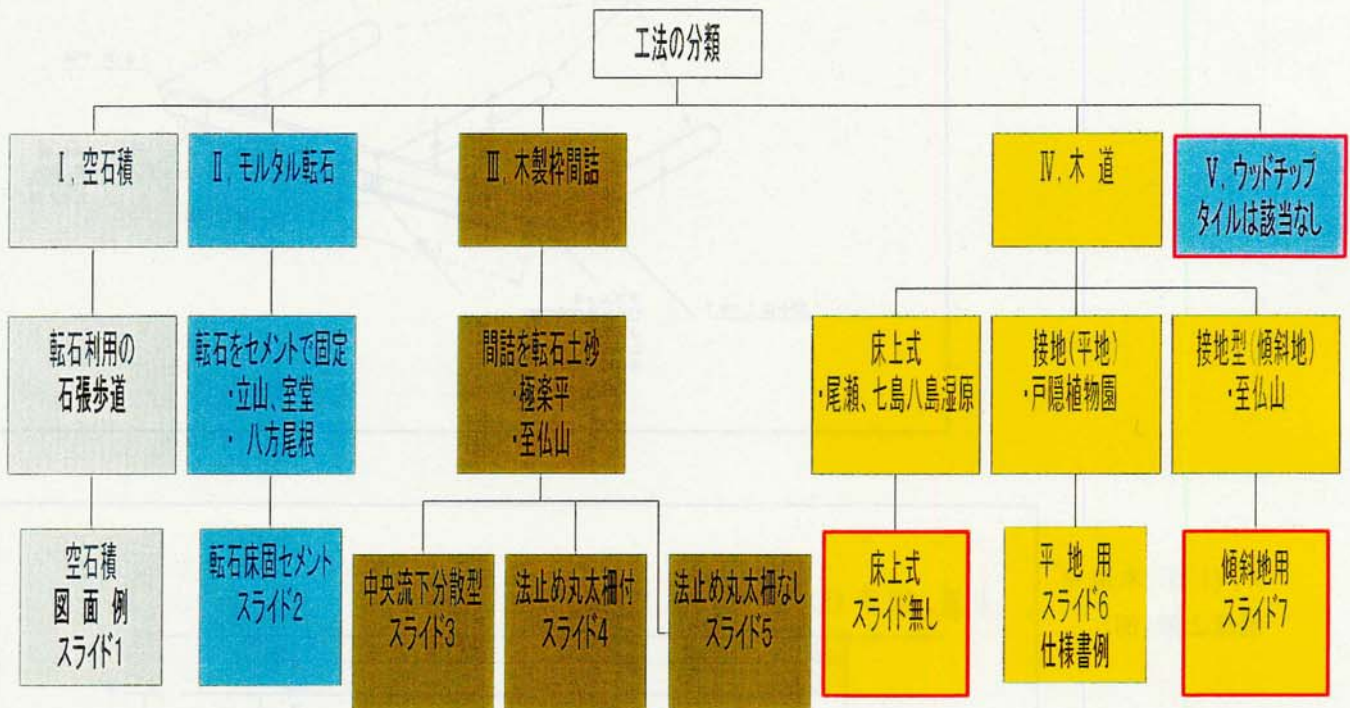 工法の分類
Ⅰ, 空石積
Ⅱ, モルタル転石
Ⅲ, 木製枠間詰
Ⅳ, 木 道
Ⅴ, ウッドチップ
タイルは該当なし
転石利用の
石張歩道
転石をセメントで固定
・立山、室堂
・ 八方尾根
間詰を転石土砂
・極楽平
・至仏山
床上式
・尾瀬、七島八島湿原
接地(平地)
・戸隠植物園
接地型(傾斜地)
・至仏山
空石積
図 面 例
スライド1
転石床固セメント
スライド2
中央流下分散型
スライド3
法止め丸太柵付
スライド4
法止め丸太柵なし
スライド5
床上式
スライド無し
平 地 用
スライド6
仕様書例
傾斜地用
スライド7